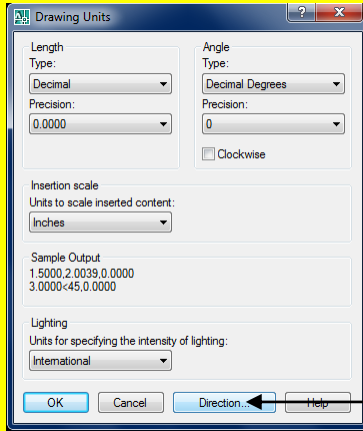 Drawing Units
Length
Type:
Decimal
Precision:
0.0000
Angle
Type:
Decimal Degrees
Precision:
0
Clockwise
Insertion scale
Units to scale inserted content:
Inches
Sample Output
1.5000,2.0039,0.0000
3.0000<45,0.0000
Lighting
Units for specifying the intensity of lighting:
International
OK Cancel Direction... Help